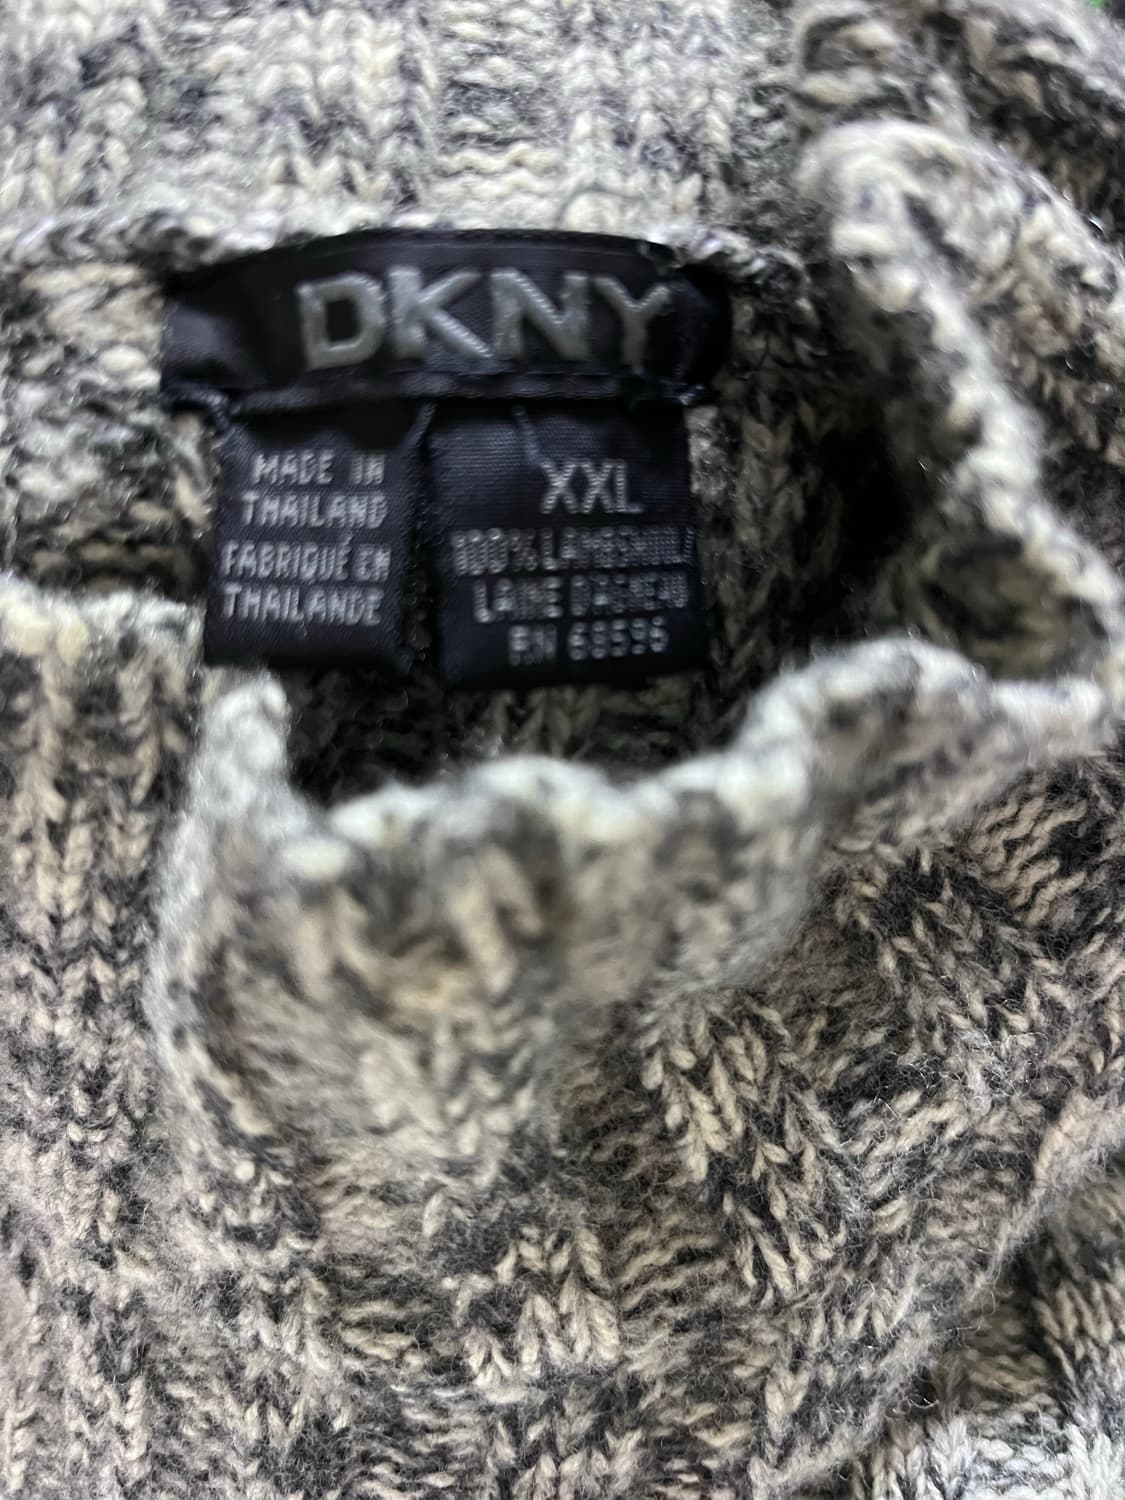 DKNY
MADE IN
THAILAND
FABRIQUÉ EN
THAILANDE
XXL
100% LAMBSWOOL/
LAINE D'AGNEAU
RN 68596